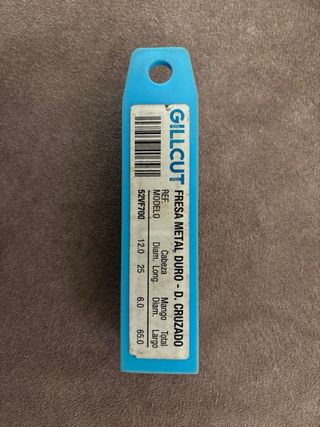 GILLCUT
FRESA METAL DURO - D. CRUZADO
REF. Cabeza Mango Total
MODELO Diam. Long. Diam. Largo
52VF700 12.0 25 6.0 65.0